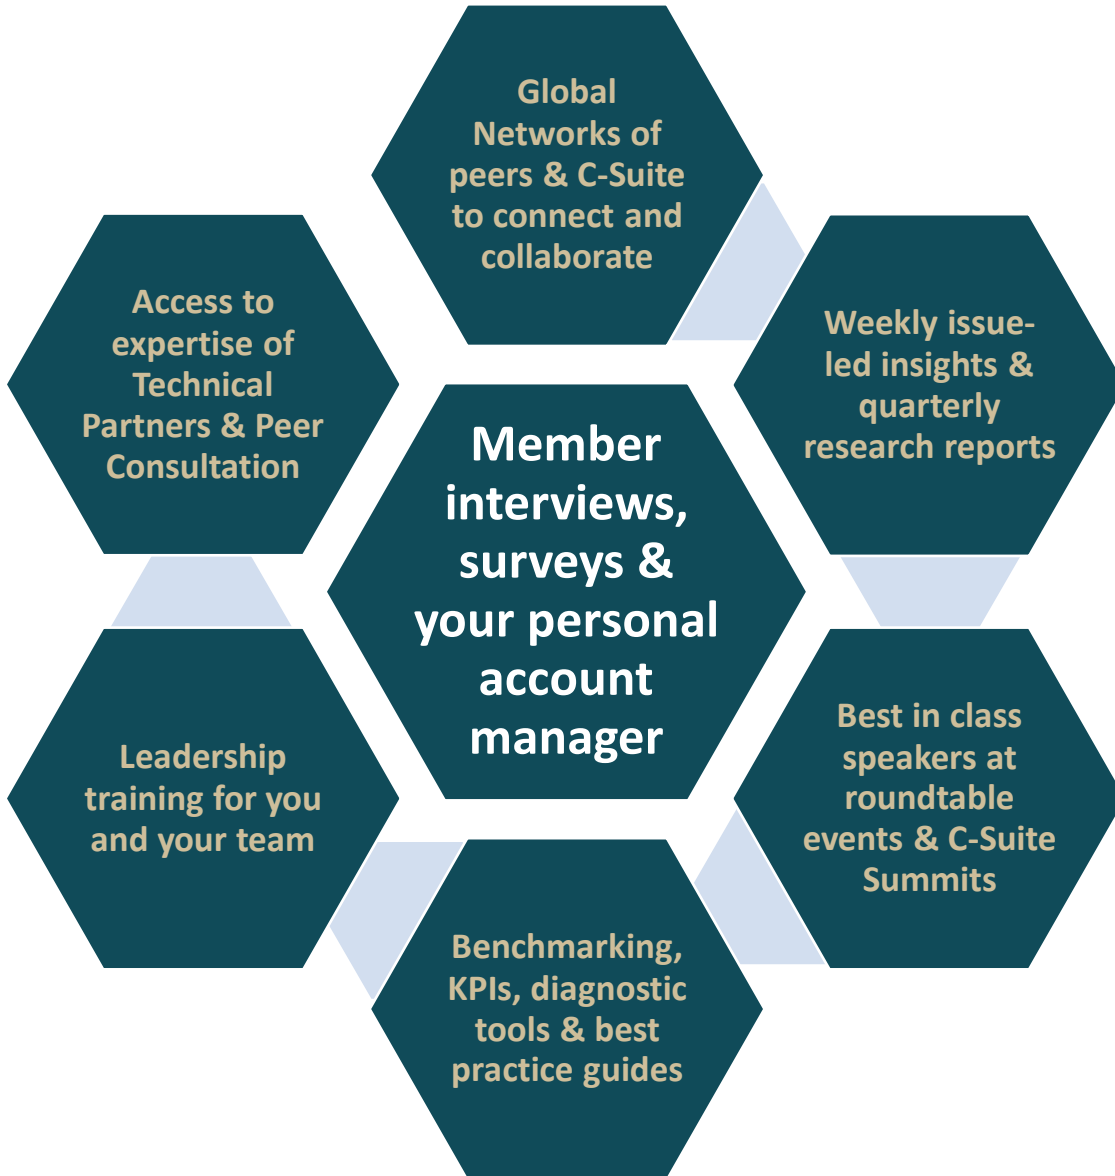 Global
Networks of
peers & C-Suite
to connect and
collaborate
Weekly issue-
led insights &
quarterly
research reports
Best in class
speakers at
roundtable
events & C-Suite
Summits
Benchmarking,
KPIs, diagnostic
tools & best
practice guides
Leadership
training for you
and your team
Access to
expertise of
Technical
Partners & Peer
Consultation
Member
interviews,
surveys &
your personal
account
manager